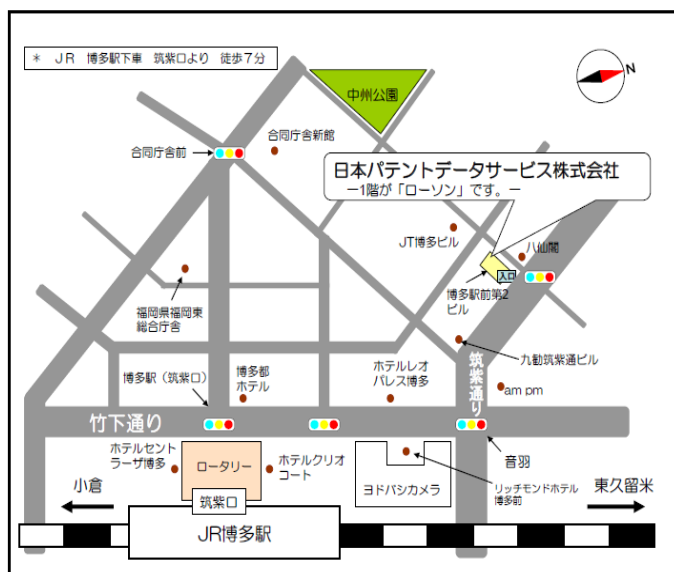 * JR 博多駅下車 筑紫口より 徒歩7分
N
中州公園
合同庁舎前
合同庁舎新館
日本パテントデータサービス株式会社
ー1階が「ローソン」です。ー
JT博多ビル
八仙閣
入口
博多駅前第2
ビル
福岡県福岡東
総合庁舎
九勧筑紫通ビル
筑紫通り
博多駅(筑紫口)
博多都
ホテル
ホテルレオ
パレス博多
am pm
竹下通り
音羽
ホテルセント
ラーザ博多
ロータリー
ホテルクリオ
コート
ヨドバシカメラ
リッチモンドホテル
博多前
小倉
東久留米
筑紫口
JR博多駅